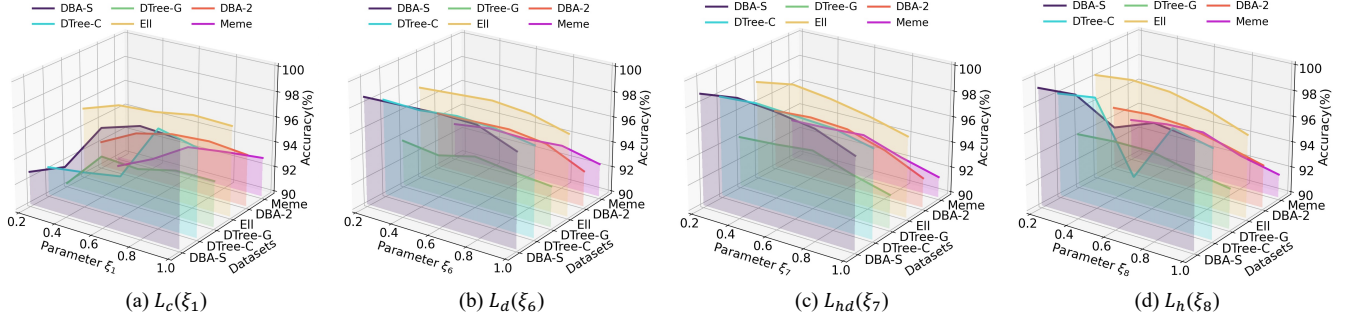 DBA-S DTree-G DBA-2
DTree-C Ell Meme
100
98
96
94
92
90
Accuracy(%)
0.2
0.4
0.6
0.8
1.0
Parameter ξ1
Meme
DBA-2
Ell
DTree-G
DTree-C
DBA-S
Datasets
(a) Lc(ξ1)
DBA-S DTree-G DBA-2
DTree-C Ell Meme
100
98
96
94
92
90
Accuracy(%)
0.2
0.4
0.6
0.8
1.0
Parameter ξ6
Meme
DBA-2
Ell
DTree-G
DTree-C
DBA-S
Datasets
(b) Ld(ξ6)
DBA-S DTree-G DBA-2
DTree-C Ell Meme
100
98
96
94
92
90
Accuracy(%)
0.2
0.4
0.6
0.8
1.0
Parameter ξ7
Meme
DBA-2
Ell
DTree-G
DTree-C
DBA-S
Datasets
(c) Lhd(ξ7)
DBA-S DTree-G DBA-2
DTree-C Ell Meme
100
98
96
94
92
90
Accuracy(%)
0.2
0.4
0.6
0.8
1.0
Parameter ξ8
Meme
DBA-2
Ell
DTree-G
DTree-C
DBA-S
Datasets
(d) Lh(ξ8)